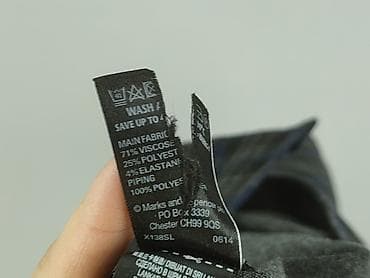 WASH
SAVE UP TO
MAIN FABRIC
71% VISCOSE
25% POLYEST
4% ELASTANE
PIPING
100% POLYES
© Marks and Spencer
PO Box 3339
Chester CH99 9QS
X138SL 0614